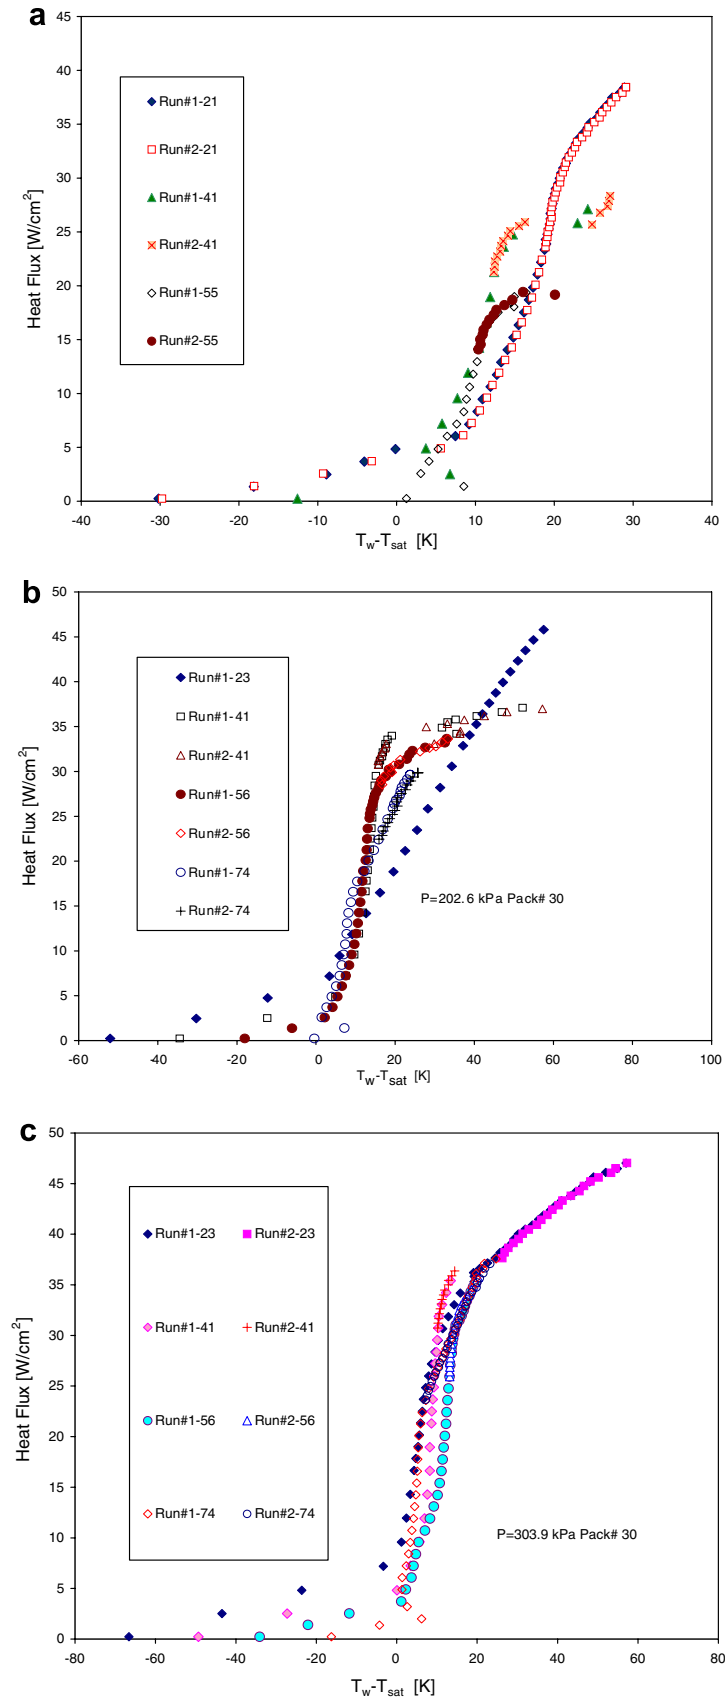 a
45
40
35
30
25
20
15
10
5
0
Heat Flux [W/cm²]
Run#1-21
Run#2-21
Run#1-41
Run#2-41
Run#1-55
Run#2-55
-40 -30 -20 -10 0 10 20 30 40
T_w-T_sat [K]
b
50
45
40
35
30
25
20
15
10
5
0
Heat Flux [W/cm²]
Run#1-23
Run#1-41
Run#2-41
Run#1-56
Run#2-56
Run#1-74
Run#2-74
P=202.6 kPa Pack# 30
-60 -40 -20 0 20 40 60 80 100
T_w-T_sat [K]
c
50
45
40
35
30
25
20
15
10
5
0
Heat Flux [W/cm²]
Run#1-23 Run#2-23
Run#1-41 Run#2-41
Run#1-56 Run#2-56
Run#1-74 Run#2-74
P=303.9 kPa Pack# 30
-80 -60 -40 -20 0 20 40 60 80
T_w-T_sat [K]